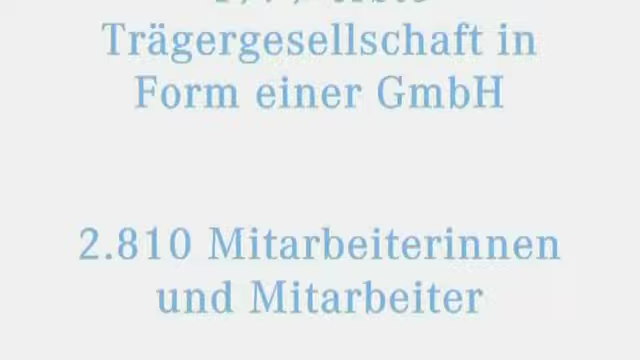 Trägergesellschaft in
Form einer GmbH
2.810 Mitarbeiterinnen
und Mitarbeiter